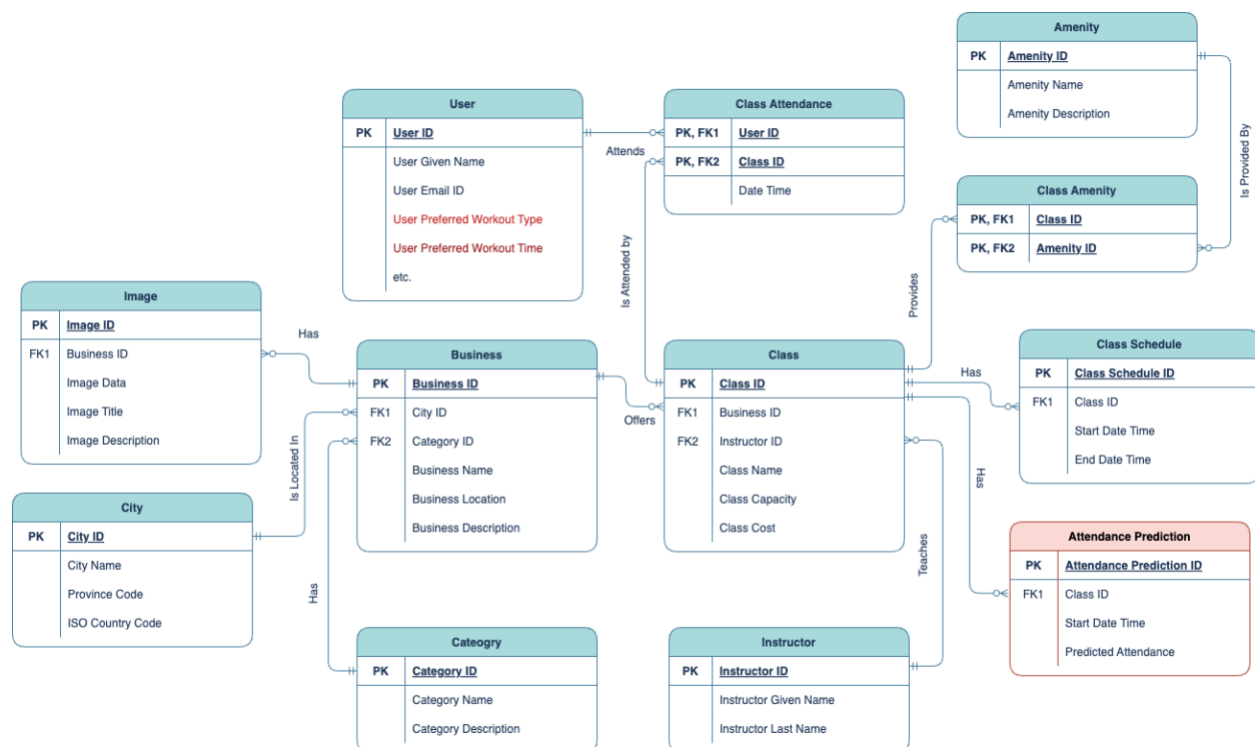 Amenity
PK Amenity ID
Amenity Name
Amenity Description
Is Provided By
User
PK User ID
User Given Name
User Email ID
User Preferred Workout Type
User Preferred Workout Time
etc.
Attends
Class Attendance
PK, FK1 User ID
PK, FK2 Class ID
Date Time
Is Attended by
Class Amenity
PK, FK1 Class ID
PK, FK2 Amenity ID
Provides
Image
PK Image ID
FK1 Business ID
Image Data
Image Title
Image Description
Has
Business
PK Business ID
FK1 City ID
FK2 Category ID
Business Name
Business Location
Business Description
Offers
Class
PK Class ID
FK1 Business ID
FK2 Instructor ID
Class Name
Class Capacity
Class Cost
Has
Class Schedule
PK Class Schedule ID
FK1 Class ID
Start Date Time
End Date Time
Is Located In
City
PK City ID
City Name
Province Code
ISO Country Code
Has
Has
Teaches
Attendance Prediction
PK Attendance Prediction ID
FK1 Class ID
Start Date Time
Predicted Attendance
Cateogry
PK Category ID
Category Name
Category Description
Instructor
PK Instructor ID
Instructor Given Name
Instructor Last Name